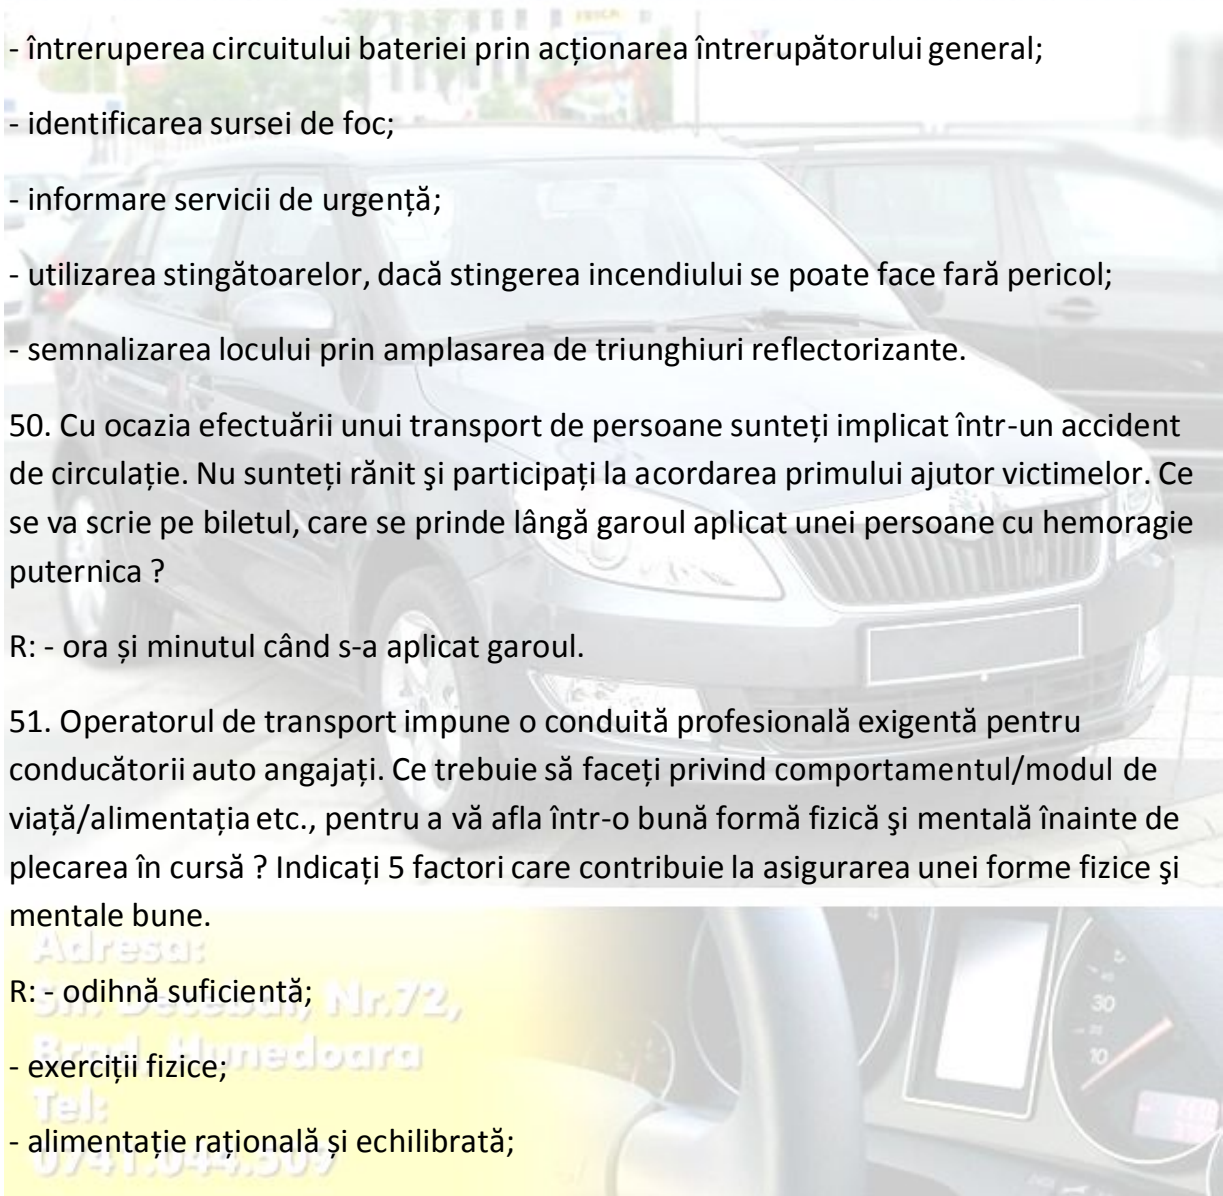 - întreruperea circuitului bateriei prin acționarea întrerupătorului general;
- identificarea sursei de foc;
- informare servicii de urgență;
- utilizarea stingătoarelor, dacă stingerea incendiului se poate face fară pericol;
- semnalizarea locului prin amplasarea de triunghiuri reflectorizante.
50. Cu ocazia efectuării unui transport de persoane sunteți implicat într-un accident
de circulație. Nu sunteți rănit şi participați la acordarea primului ajutor victimelor. Ce
se va scrie pe biletul, care se prinde lângă garoul aplicat unei persoane cu hemoragie
puternica ?
R: - ora și minutul când s-a aplicat garoul.
51. Operatorul de transport impune o conduită profesională exigentă pentru
conducătorii auto angajați. Ce trebuie să faceți privind comportamentul/modul de
viață/alimentația etc., pentru a vă afla într-o bună formă fizică şi mentală înainte de
plecarea în cursă ? Indicați 5 factori care contribuie la asigurarea unei forme fizice şi
mentale bune.
Adresa:
R: - odihnă suficientă;
Nr.72,
- exerciții fizice;
Brad, Hunedoara
Tel:
- alimentație rațională și echilibrată;
0741.044.509
30
10